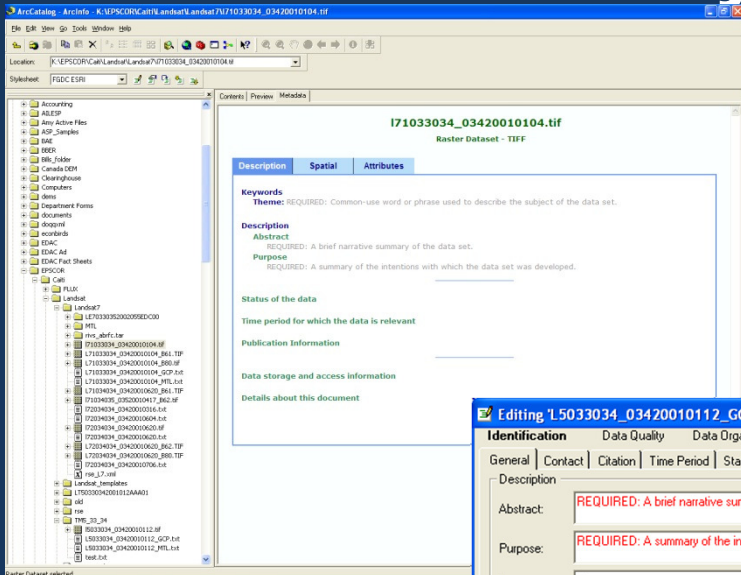 ArcCatalog - ArcInfo - K:\EPSCOR\Caiti\Landsat\Landsat7\l71033034_03420010104.tif
File Edit View Go Tools Window Help
Location: K:\EPSCOR\Caiti\Landsat\Landsat7\l71033034_03420010104.tif
Stylesheet: FGDC ESRI
Accounting
AILESP
Amy Active Files
ASP_Samples
BAE
BBER
Bills_folder
Canada DEM
Clearinghouse
Computers
dems
Department Forms
documents
doqqxml
econbirds
EDAC
EDAC Ad
EDAC Fact Sheets
EPSCOR
Caiti
FLUX
Landsat
Landsat7
LE70330352002055EDC00
MTL
rivs_abrfc.tar
l71033034_03420010104.tif
L71033034_03420010104_B61.TIF
L71033034_03420010104_B80.tif
L71033034_03420010104_GCP.txt
L71033034_03420010104_MTL.txt
L71033034_03420010620_B61.TIF
L71034035_03520010417_B62.tif
l72034034_03420010316.txt
l72034034_03420010604.txt
l72034034_03420010620.tif
l72034034_03420010620.txt
L72034034_03420010620_B62.TIF
L72034034_03420010620_B80.TIF
l72034034_03420010706.txt
rse_L7.xml
Landsat_templates
LT50330342001012AAA01
old
rse
TM5_33_34
l5033034_03420010112.tif
L5033034_03420010112_GCP.txt
L5033034_03420010112_MTL.txt
test.txt
Raster Dataset selected
Contents Preview Metadata
l71033034_03420010104.tif
Raster Dataset - TIFF
Description Spatial Attributes
Keywords
Theme: REQUIRED: Common-use word or phrase used to describe the subject of the data set.
Description
Abstract
REQUIRED: A brief narrative summary of the data set.
Purpose
REQUIRED: A summary of the intentions with which the data set was developed.
Status of the data
Time period for which the data is relevant
Publication Information
Data storage and access information
Details about this document
Editing 'L5033034_03420010112_GC
Identification Data Quality Data Orga
General Contact Citation Time Period Sta
Description
Abstract: REQUIRED: A brief narrative sum
Purpose: REQUIRED: A summary of the in